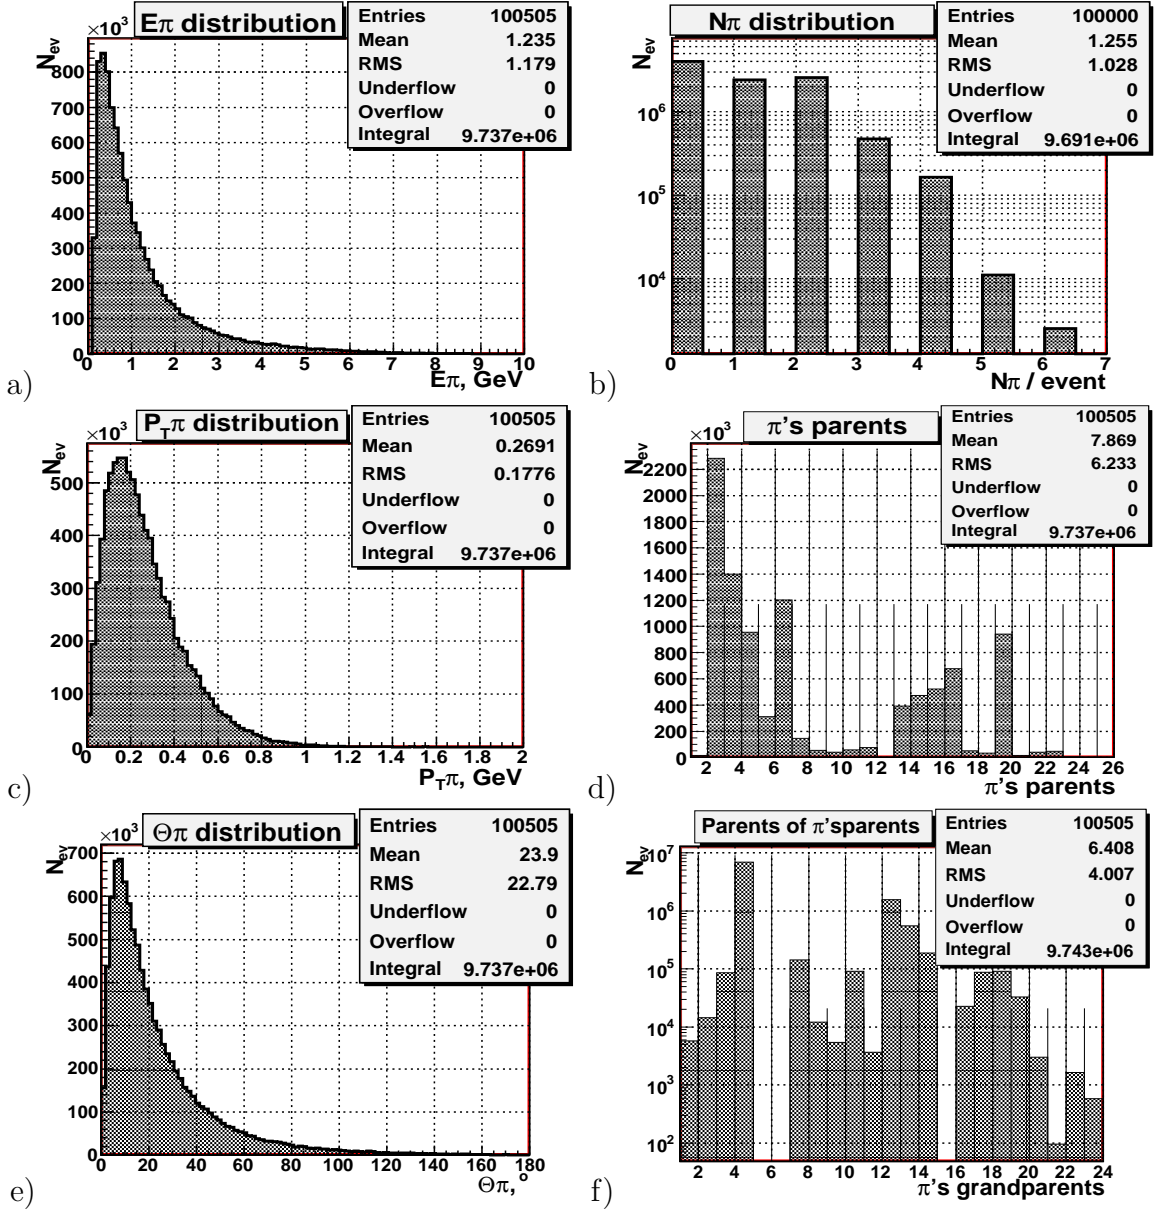 Eπ distribution
Entries 100505
Mean 1.235
RMS 1.179
Underflow 0
Overflow 0
Integral 9.737e+06
×10³
N_ev
800
700
600
500
400
300
200
100
0
0 1 2 3 4 5 6 7 8 9 10
Eπ, GeV
a)
Nπ distribution
Entries 100000
Mean 1.255
RMS 1.028
Underflow 0
Overflow 0
Integral 9.691e+06
N_ev
10⁶
10⁵
10⁴
0 1 2 3 4 5 6 7
Nπ / event
b)
P_Tπ distribution
Entries 100505
Mean 0.2691
RMS 0.1776
Underflow 0
Overflow 0
Integral 9.737e+06
×10³
N_ev
500
400
300
200
100
0
0 0.2 0.4 0.6 0.8 1 1.2 1.4 1.6 1.8 2
P_Tπ, GeV
c)
π's parents
Entries 100505
Mean 7.869
RMS 6.233
Underflow 0
Overflow 0
Integral 9.737e+06
×10³
N_ev
2200
2000
1800
1600
1400
1200
1000
800
600
400
200
0
2 4 6 8 10 12 14 16 18 20 22 24 26
π's parents
d)
Θπ distribution
Entries 100505
Mean 23.9
RMS 22.79
Underflow 0
Overflow 0
Integral 9.737e+06
×10³
N_ev
700
600
500
400
300
200
100
0
0 20 40 60 80 100 120 140 160 180
Θπ, °
e)
Parents of π'sparents
Entries 100505
Mean 6.408
RMS 4.007
Underflow 0
Overflow 0
Integral 9.743e+06
N_ev
10⁷
10⁶
10⁵
10⁴
10³
10²
2 4 6 8 10 12 14 16 18 20 22 24
π's grandparents
f)